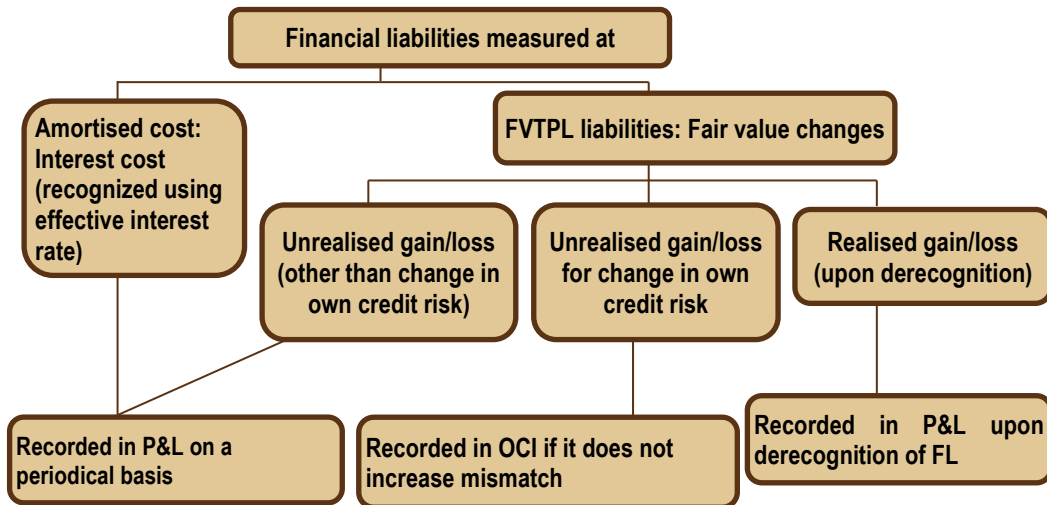 Financial liabilities measured at
Amortised cost:
Interest cost
(recognized using
effective interest
rate)
FVTPL liabilities: Fair value changes
Unrealised gain/loss
(other than change in
own credit risk)
Unrealised gain/loss
for change in own
credit risk
Realised gain/loss
(upon derecognition)
Recorded in P&L on a
periodical basis
Recorded in OCI if it does not
increase mismatch
Recorded in P&L upon
derecognition of FL